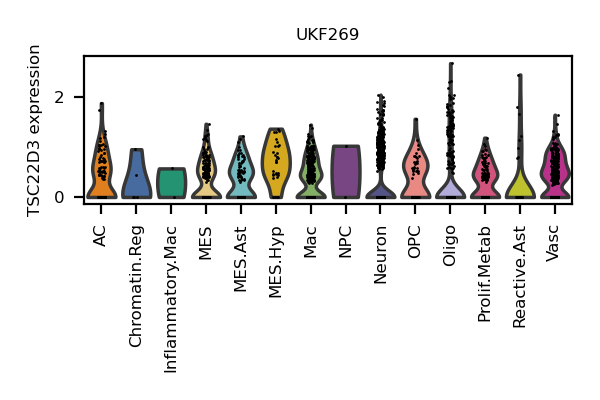 UKF269
TSC22D3 expression
2
0
AC
Chromatin.Reg
Inflammatory.Mac
MES
MES.Ast
MES.Hyp
Mac
NPC
Neuron
OPC
Oligo
Prolif.Metab
Reactive.Ast
Vasc